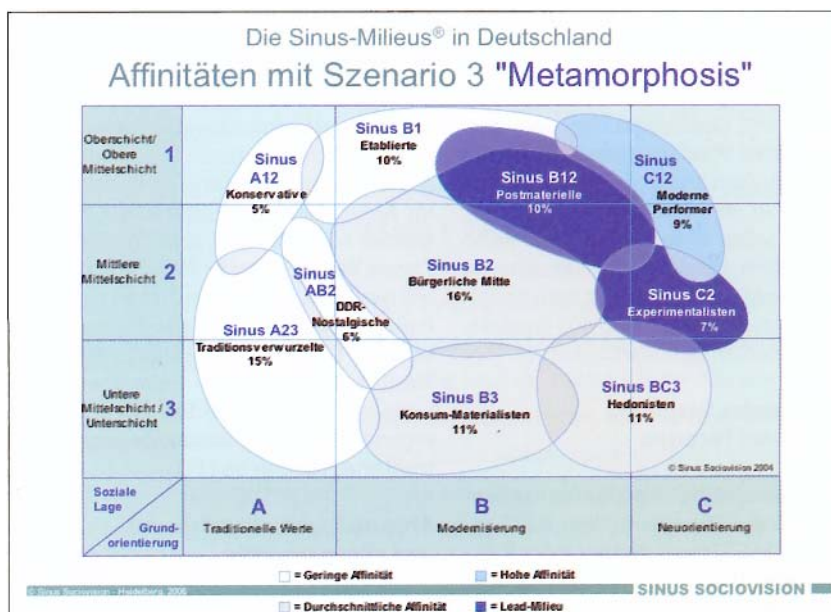 Die Sinus-Milieus® in Deutschland
Affinitäten mit Szenario 3 "Metamorphosis"
Oberschicht/
Obere
Mittelschicht
1
Mittlere
Mittelschicht
2
Untere
Mittelschicht /
Unterschicht
3
Sinus
A12
Konservative
5%
Sinus B1
Etablierte
10%
Sinus B12
Postmaterielle
10%
Sinus
C12
Moderne
Performer
9%
Sinus
AB2
DDR-
Nostalgische
6%
Sinus B2
Bürgerliche Mitte
16%
Sinus C2
Experimentalisten
7%
Sinus A23
Traditionsverwurzelte
15%
Sinus B3
Konsum-Materialisten
11%
Sinus BC3
Hedonisten
11%
© Sinus Sociovision 2004
Soziale
Lage
Grund-
orientierung
A
Traditionelle Werte
B
Modernisierung
C
Neuorientierung
= Geringe Affinität
= Hohe Affinität
© Sinus Sociovision - Heidelberg, 2006
SINUS SOCIOVISION
= Durchschnittliche Affinität
= Lead-Milieu